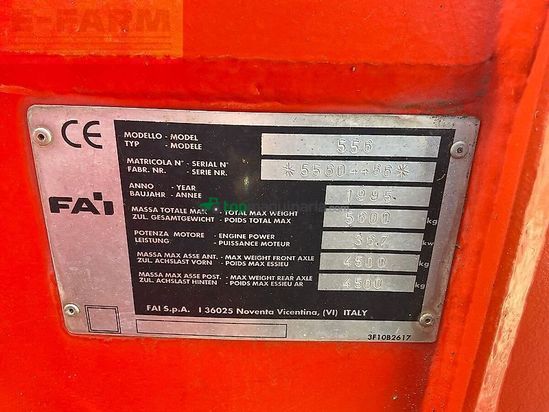 E-FARM
CE
MODELLO - MODEL
TYP - MODELE
556
MATRICOLA N° - SERIAL N°
FABR. NR. - SERIE NR.
ANNO - YEAR
BAUJAHR - ANNEE
1995
FAI
MASSA TOTALE MAX - TOTAL MAX WEIGHT
ZUL. GESAMTGEWICHT - POIDS TOTAL MAX
5600 kg
POTENZA MOTORE - ENGINE POWER
LEISTUNG - PUISSANCE MOTEUR
kW
MASSA MAX ASSE ANT. - MAX WEIGHT FRONT AXLE
ZUL. ACHSLAST VORN - POIDS MAX ESSIEU
kg
MASSA MAX ASSE POST. - MAX WEIGHT REAR AXLE
ZUL. ACHSLAST HINTEN - POIDS MAX ESSIEU AR
4500 kg
FAI S.p.A. I 36025 Noventa Vicentina, (VI) ITALY
3F10B2617